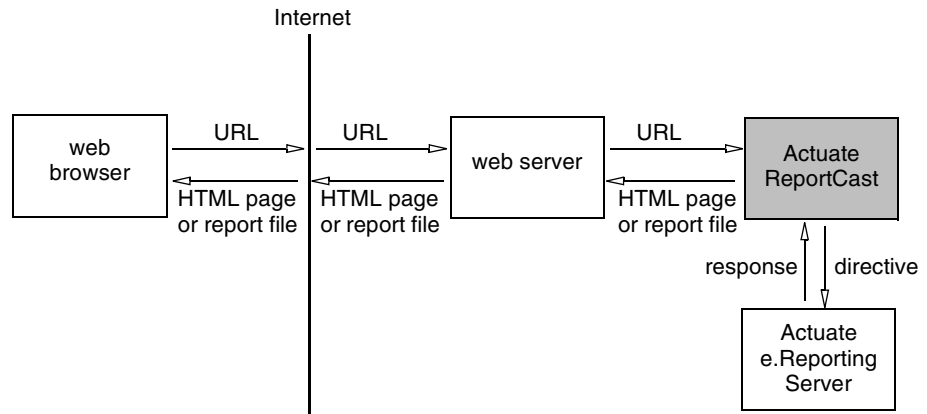 Internet
web
browser
URL
HTML page
or report file
URL
HTML page
or report file
web server
URL
HTML page
or report file
Actuate
ReportCast
response
directive
Actuate
e.Reporting
Server